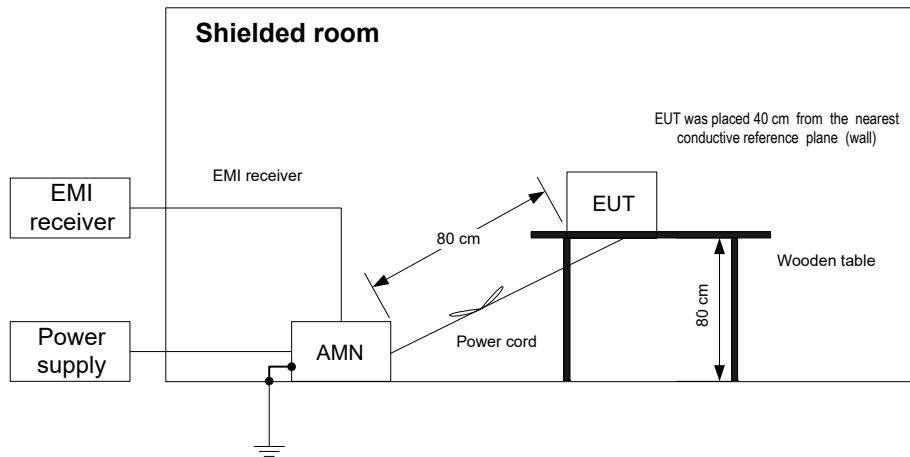 Shielded room
EUT was placed 40 cm from the nearest
conductive reference plane (wall)
EMI receiver
EMI
receiver
EUT
80 cm
Wooden table
80 cm
Power
supply
AMN
Power cord